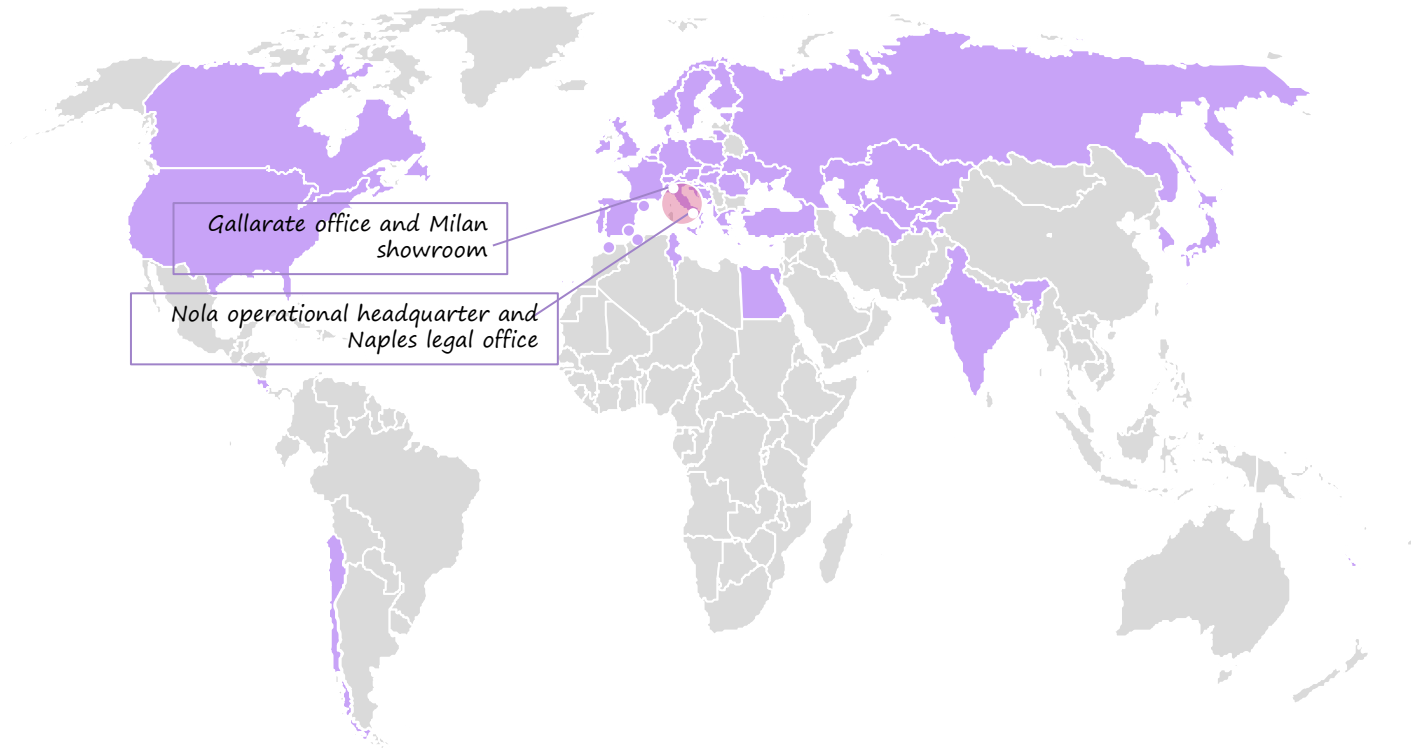 Gallarate office and Milan
showroom
Nola operational headquarter and
Naples legal office